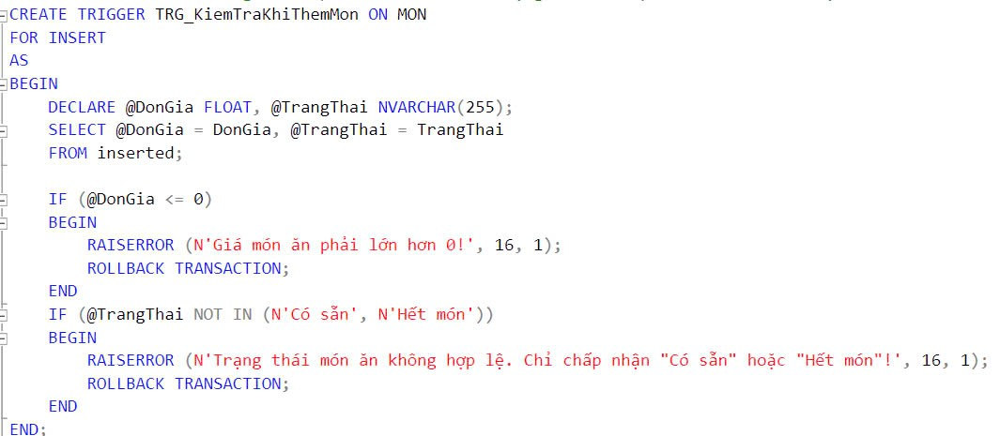 CREATE TRIGGER TRG_KiemTraKhiThemMon ON MON
FOR INSERT
AS
BEGIN
    DECLARE @DonGia FLOAT, @TrangThai NVARCHAR(255);
    SELECT @DonGia = DonGia, @TrangThai = TrangThai
    FROM inserted;

    IF (@DonGia <= 0)
    BEGIN
        RAISERROR (N'Giá món ăn phải lớn hơn 0!', 16, 1);
        ROLLBACK TRANSACTION;
    END
    IF (@TrangThai NOT IN (N'Có sẵn', N'Hết món'))
    BEGIN
        RAISERROR (N'Trạng thái món ăn không hợp lệ. Chỉ chấp nhận "Có sẵn" hoặc "Hết món"!', 16, 1);
        ROLLBACK TRANSACTION;
    END
END;